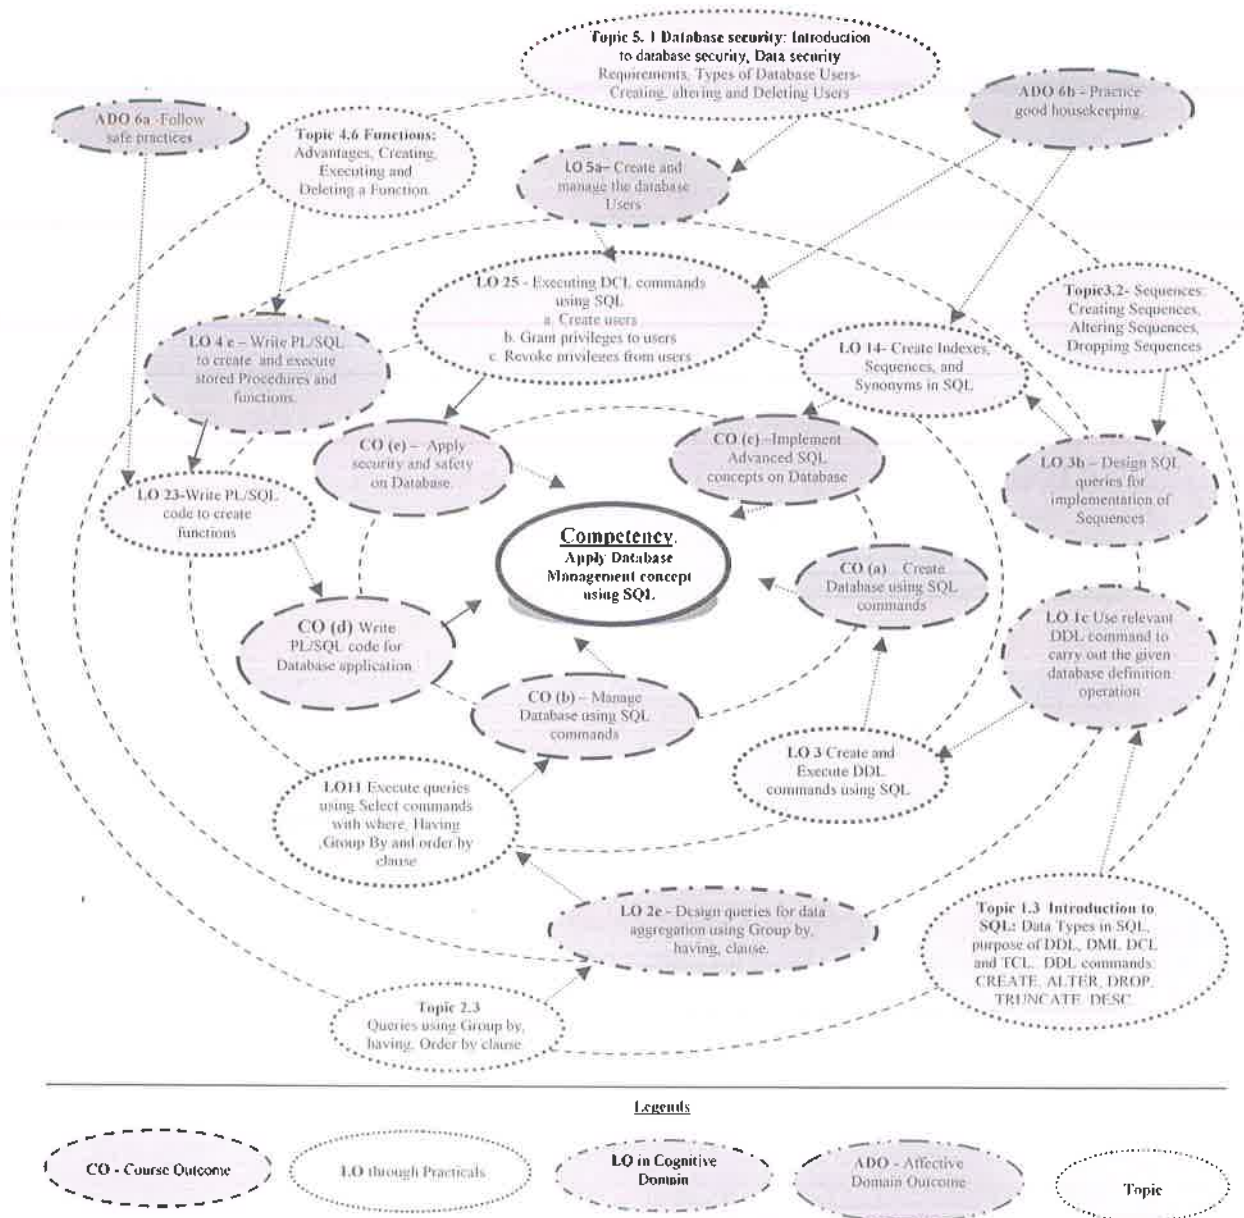 Topic 5. 1 Database security: Introduction
to database security, Data security
Requirements, Types of Database Users-
Creating, altering and Deleting Users
ADO 6a -Follow
safe practices
Topic 4.6 Functions:
Advantages, Creating,
Executing and
Deleting a Function.
LO 5a– Create and
manage the database
Users
ADO 6b - Practice
good housekeeping.
LO 25 - Executing DCL commands
using SQL
a. Create users
b. Grant privileges to users
c. Revoke privileges from users
Topic3.2- Sequences:
Creating Sequences,
Altering Sequences,
Dropping Sequences
LO 4 e – Write PL/SQL
to create and execute
stored Procedures and
functions.
LO 14- Create Indexes,
Sequences, and
Synonyms in SQL
CO (e) – Apply
security and safety
on Database.
CO (c) –Implement
Advanced SQL
concepts on Database
LO 3b – Design SQL
queries for
implementation of
Sequences
LO 23-Write PL/SQL
code to create
functions
Competency.
Apply Database
Management concept
using SQL.
CO (a) – Create
Database using SQL
commands
CO (d) Write
PL/SQL code for
Database application
LO 1c Use relevant
DDL command to
carry out the given
database definition
operation
CO (b) – Manage
Database using SQL
commands
LO 3 Create and
Execute DDL
commands using SQL
LO11 Execute queries
using Select commands
with where, Having
,Group By and order by
clause
LO 2e - Design queries for data
aggregation using Group by,
having, clause.
Topic 1.3 Introduction to
SQL: Data Types in SQL,
purpose of DDL, DML DCL
and TCL. DDL commands:
CREATE, ALTER, DROP,
TRUNCATE, DESC.
Topic 2.3
Queries using Group by,
having, Order by clause
Legends
CO - Course Outcome
LO through Practicals
LO in Cognitive
Domain
ADO - Affective
Domain Outcome
Topic